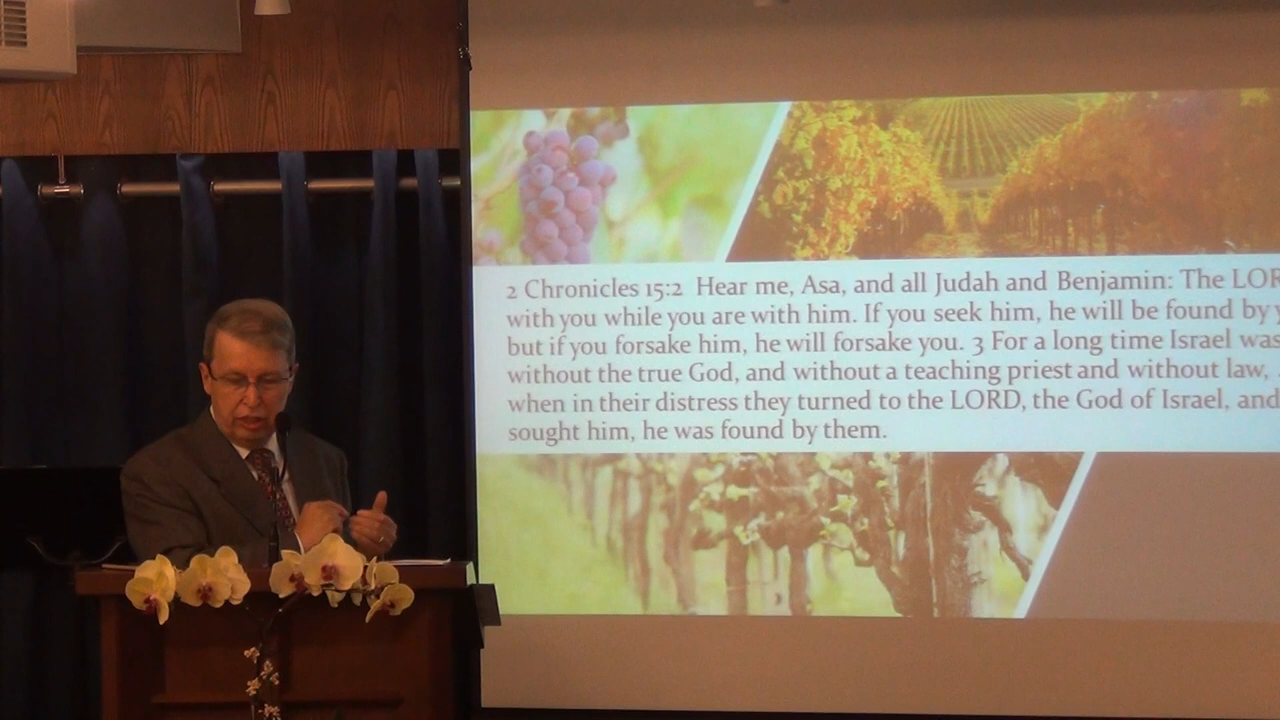 2 Chronicles 15:2 Hear me, Asa, and all Judah and Benjamin: The
with you while you are with him. If you seek him, he will be found by
but if you forsake him, he will forsake you. 3 For a long time Israel was
without the true God, and without a teaching priest and without law,
when in their distress they turned to the LORD, the God of Israel, and
sought him, he was found by them.